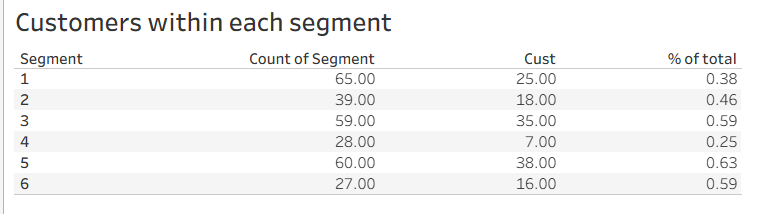 Customers within each segment
Segment Count of Segment Cust % of total
1 65.00 25.00 0.38
2 39.00 18.00 0.46
3 59.00 35.00 0.59
4 28.00 7.00 0.25
5 60.00 38.00 0.63
6 27.00 16.00 0.59